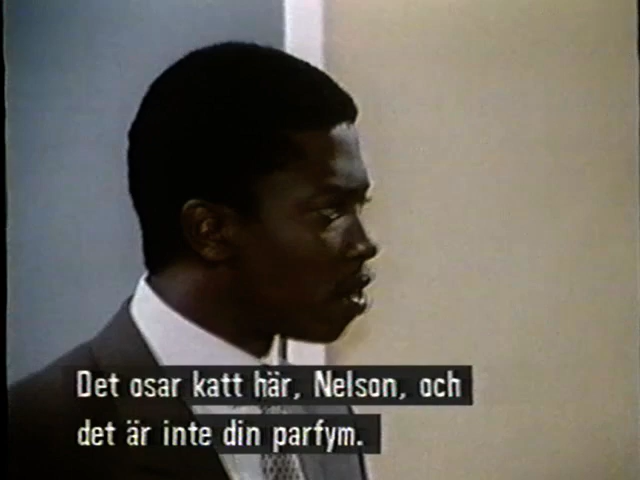 Det osar katt här, Nelson, och
det är inte din parfym.